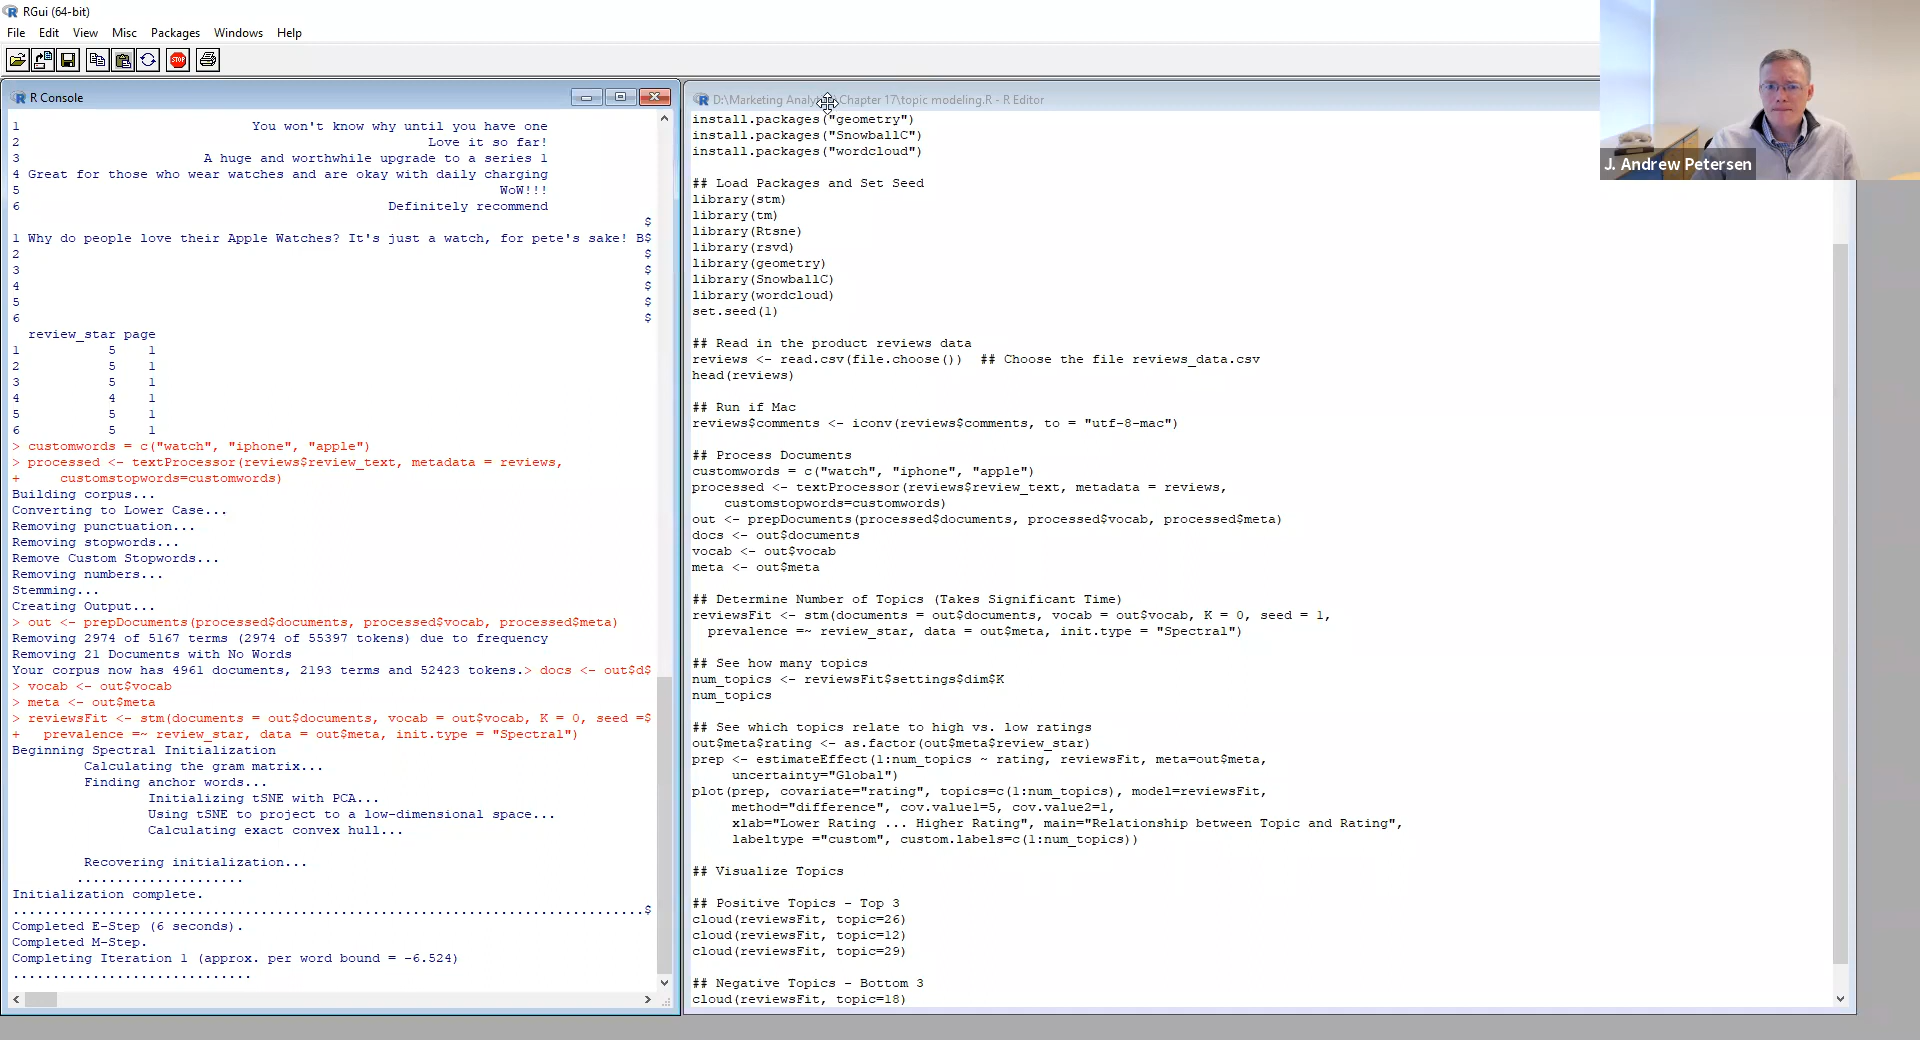 RGui (64-bit)
File Edit View Misc Packages Windows Help
STOP
R Console
1 You won't know why until you have one
2 Love it so far!
3 A huge and worthwhile upgrade to a series 1
4 Great for those who wear watches and are okay with daily charging
5 WoW!!!
6 Definitely recommend
$
1 Why do people love their Apple Watches? It's just a watch, for pete's sake! B$
2 $
3 $
4 $
5 $
6 $
review_star page
1 5 1
2 5 1
3 5 1
4 4 1
5 5 1
6 5 1
> customwords = c("watch", "iphone", "apple")
> processed <- textProcessor(reviews$review_text, metadata = reviews,
+ customstopwords=customwords)
Building corpus...
Converting to Lower Case...
Removing punctuation...
Removing stopwords...
Remove Custom Stopwords...
Removing numbers...
Stemming...
Creating Output...
> out <- prepDocuments(processed$documents, processed$vocab, processed$meta)
Removing 2974 of 5167 terms (2974 of 55397 tokens) due to frequency
Removing 21 Documents with No Words
Your corpus now has 4961 documents, 2193 terms and 52423 tokens.> docs <- out$d$
> vocab <- out$vocab
> meta <- out$meta
> reviewsFit <- stm(documents = out$documents, vocab = out$vocab, K = 0, seed =$
+ prevalence =~ review_star, data = out$meta, init.type = "Spectral")
Beginning Spectral Initialization
Calculating the gram matrix...
Finding anchor words...
Initializing tSNE with PCA...
Using tSNE to project to a low-dimensional space...
Calculating exact convex hull...
Recovering initialization...
.....................
Initialization complete.
...............................................................................$
Completed E-Step (6 seconds).
Completed M-Step.
Completing Iteration 1 (approx. per word bound = -6.524)
..............................
D:\Marketing Analyt Chapter 17\topic modeling.R - R Editor
install.packages("geometry")
install.packages("SnowballC")
install.packages("wordcloud")
## Load Packages and Set Seed
library(stm)
library(tm)
library(Rtsne)
library(rsvd)
library(geometry)
library(SnowballC)
library(wordcloud)
set.seed(1)
## Read in the product reviews data
reviews <- read.csv(file.choose()) ## Choose the file reviews_data.csv
head(reviews)
## Run if Mac
reviews$comments <- iconv(reviews$comments, to = "utf-8-mac")
## Process Documents
customwords = c("watch", "iphone", "apple")
processed <- textProcessor(reviews$review_text, metadata = reviews,
customstopwords=customwords)
out <- prepDocuments(processed$documents, processed$vocab, processed$meta)
docs <- out$documents
vocab <- out$vocab
meta <- out$meta
## Determine Number of Topics (Takes Significant Time)
reviewsFit <- stm(documents = out$documents, vocab = out$vocab, K = 0, seed = 1,
prevalence =~ review_star, data = out$meta, init.type = "Spectral")
## See how many topics
num_topics <- reviewsFit$settings$dim$K
num_topics
## See which topics relate to high vs. low ratings
out$meta$rating <- as.factor(out$meta$review_star)
prep <- estimateEffect(1:num_topics ~ rating, reviewsFit, meta=out$meta,
uncertainty="Global")
plot(prep, covariate="rating", topics=c(1:num_topics), model=reviewsFit,
method="difference", cov.value1=5, cov.value2=1,
xlab="Lower Rating ... Higher Rating", main="Relationship between Topic and Rating",
labeltype ="custom", custom.labels=c(1:num_topics))
## Visualize Topics
## Positive Topics - Top 3
cloud(reviewsFit, topic=26)
cloud(reviewsFit, topic=12)
cloud(reviewsFit, topic=29)
## Negative Topics - Bottom 3
cloud(reviewsFit, topic=18)
J. Andrew Petersen